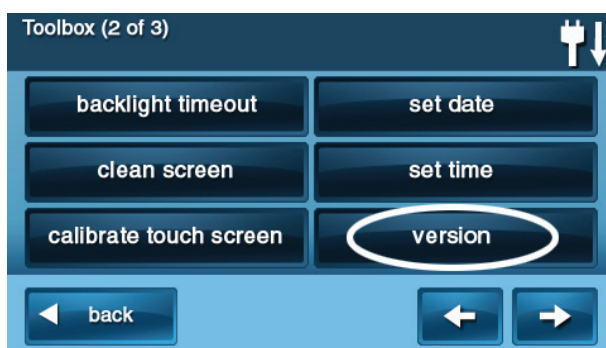 Toolbox (2 of 3)
backlight timeout
set date
clean screen
set time
calibrate touch screen
version
back